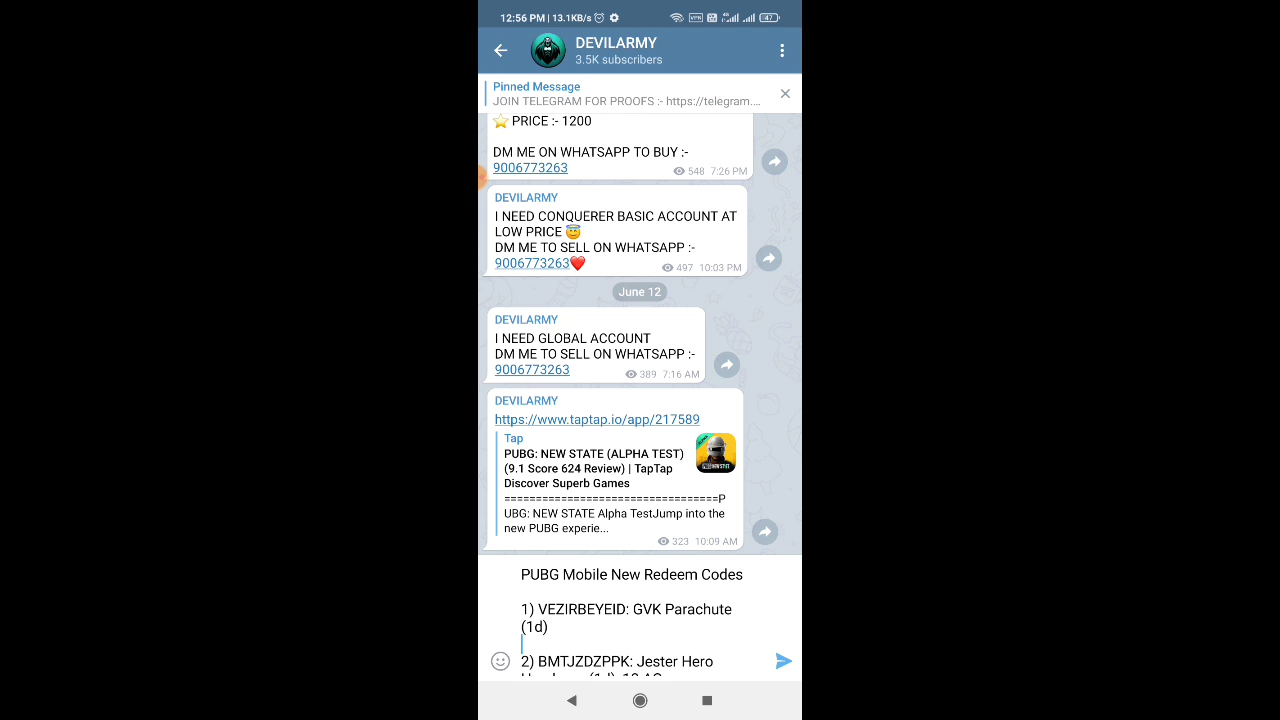 12:56 PM | 13.1KB/s
VPN
4G
47
DEVILARMY
3.5K subscribers
Pinned Message
JOIN TELEGRAM FOR PROOFS :- https://telegram....
⭐ PRICE :- 1200
DM ME ON WHATSAPP TO BUY :-
9006773263
548 7:26 PM
DEVILARMY
I NEED CONQUERER BASIC ACCOUNT AT
LOW PRICE 😇
DM ME TO SELL ON WHATSAPP :-
9006773263❤️
497 10:03 PM
June 12
DEVILARMY
I NEED GLOBAL ACCOUNT
DM ME TO SELL ON WHATSAPP :-
9006773263
389 7:16 AM
DEVILARMY
https://www.taptap.io/app/217589
Tap
PUBG: NEW STATE (ALPHA TEST)
(9.1 Score 624 Review) | TapTap
Discover Superb Games
==================================P
UBG: NEW STATE Alpha TestJump into the
new PUBG experie...
323 10:09 AM
PUBG Mobile New Redeem Codes
1) VEZIRBEYEID: GVK Parachute
(1d)
2) BMTJZDZPPK: Jester Hero